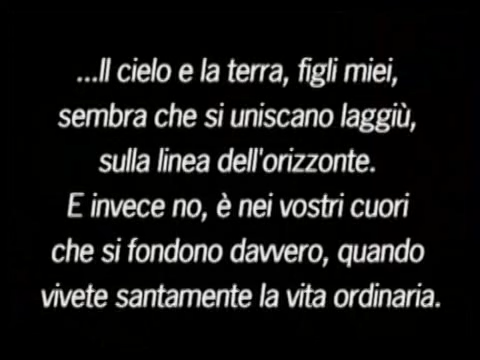 ...Il cielo e la terra, figli miei,
sembra che si uniscano laggiù,
sulla linea dell'orizzonte.
E invece no, è nei vostri cuori
che si fondono davvero, quando
vivete santamente la vita ordinaria.